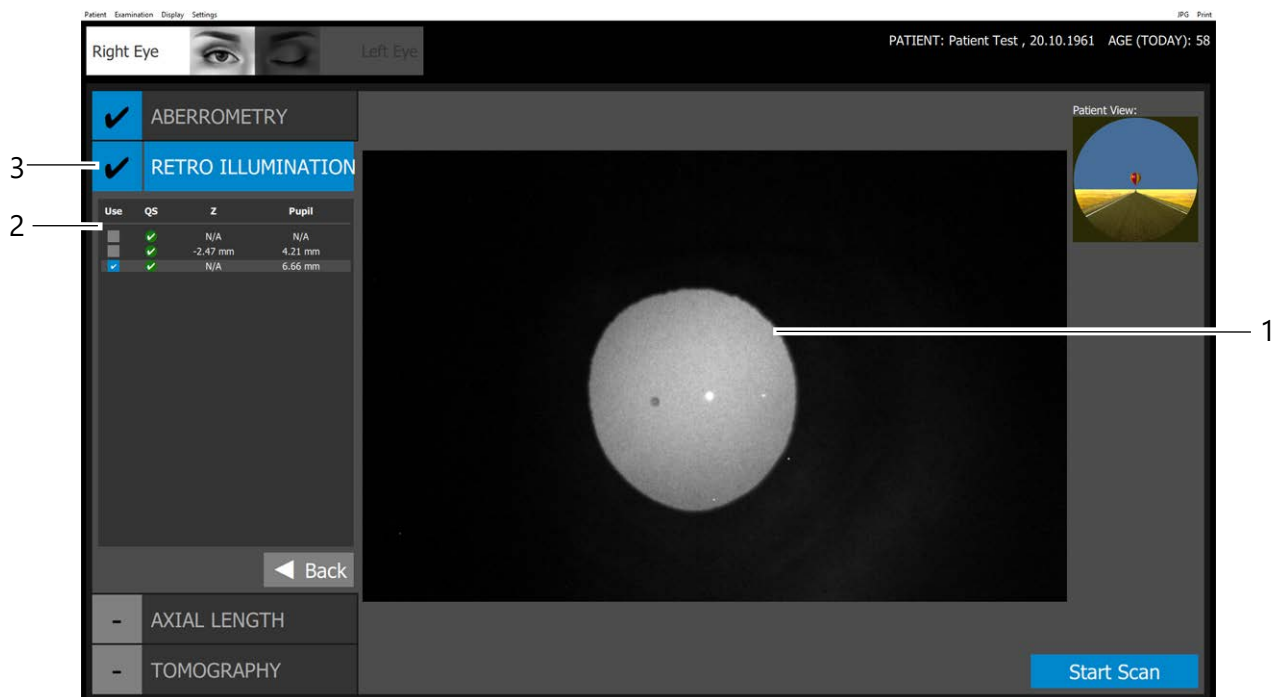 Patient Examination Display Settings JPG Print
Right Eye Left Eye PATIENT: Patient Test , 20.10.1961 AGE (TODAY): 58
ABERROMETRY
Patient View:
3 RETRO ILLUMINATION
Use QS Z Pupil
2
N/A N/A
-2.47 mm 4.21 mm
N/A 6.66 mm
1
Back
- AXIAL LENGTH
- TOMOGRAPHY
Start Scan